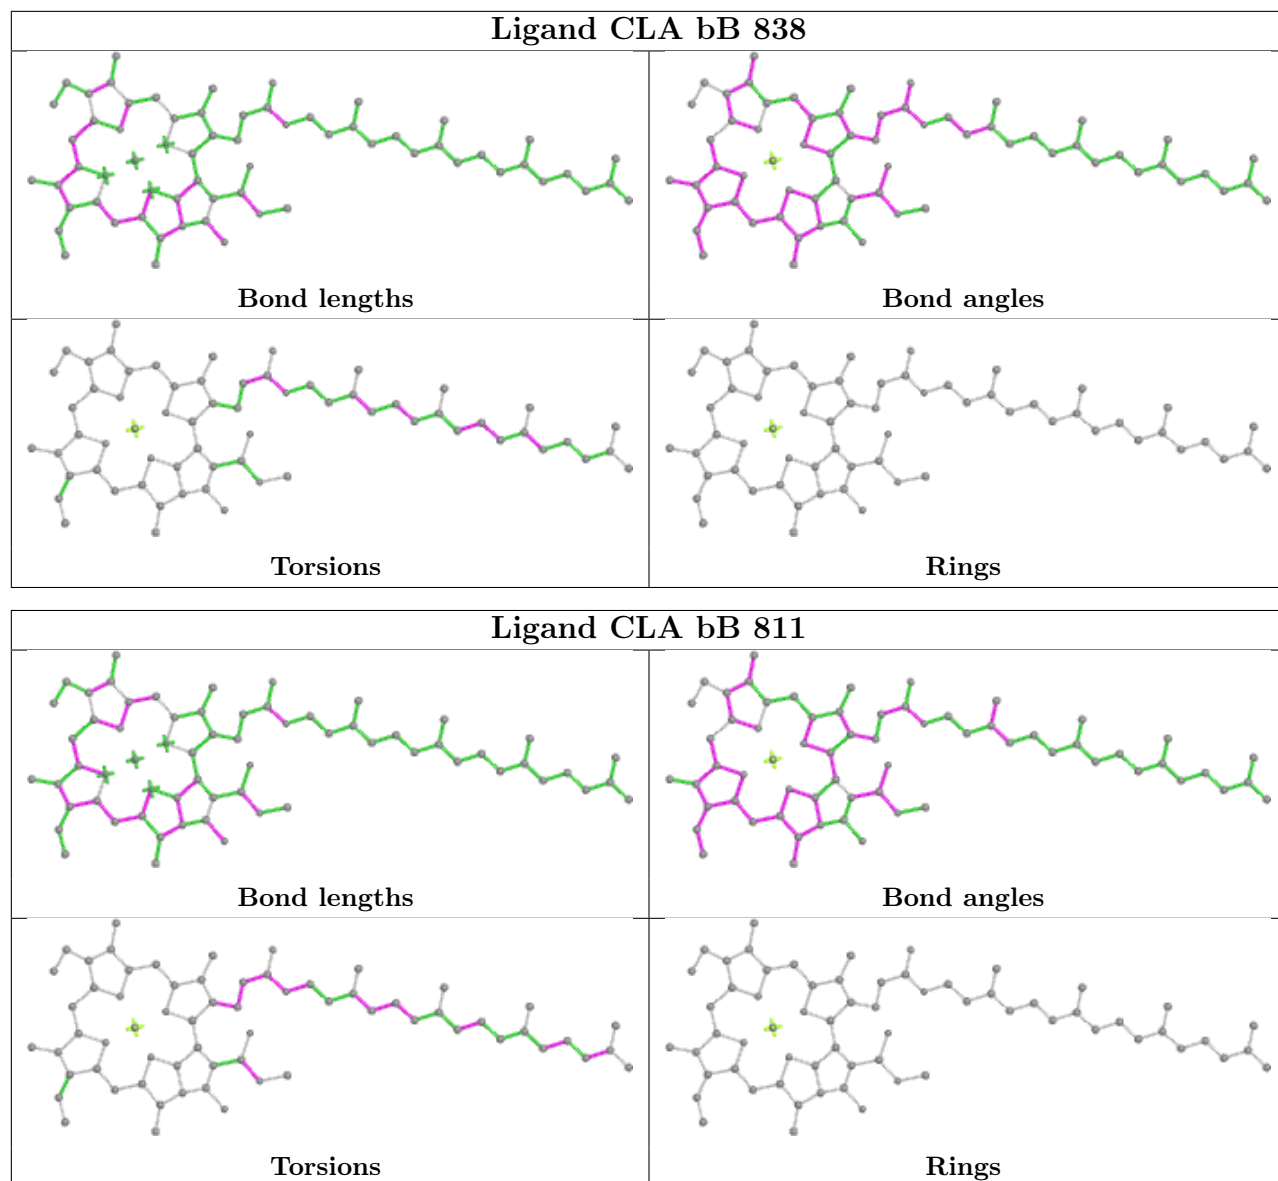 Ligand CLA bB 838
Bond lengths
Bond angles
Torsions
Rings
Ligand CLA bB 811
Bond lengths
Bond angles
Torsions
Rings